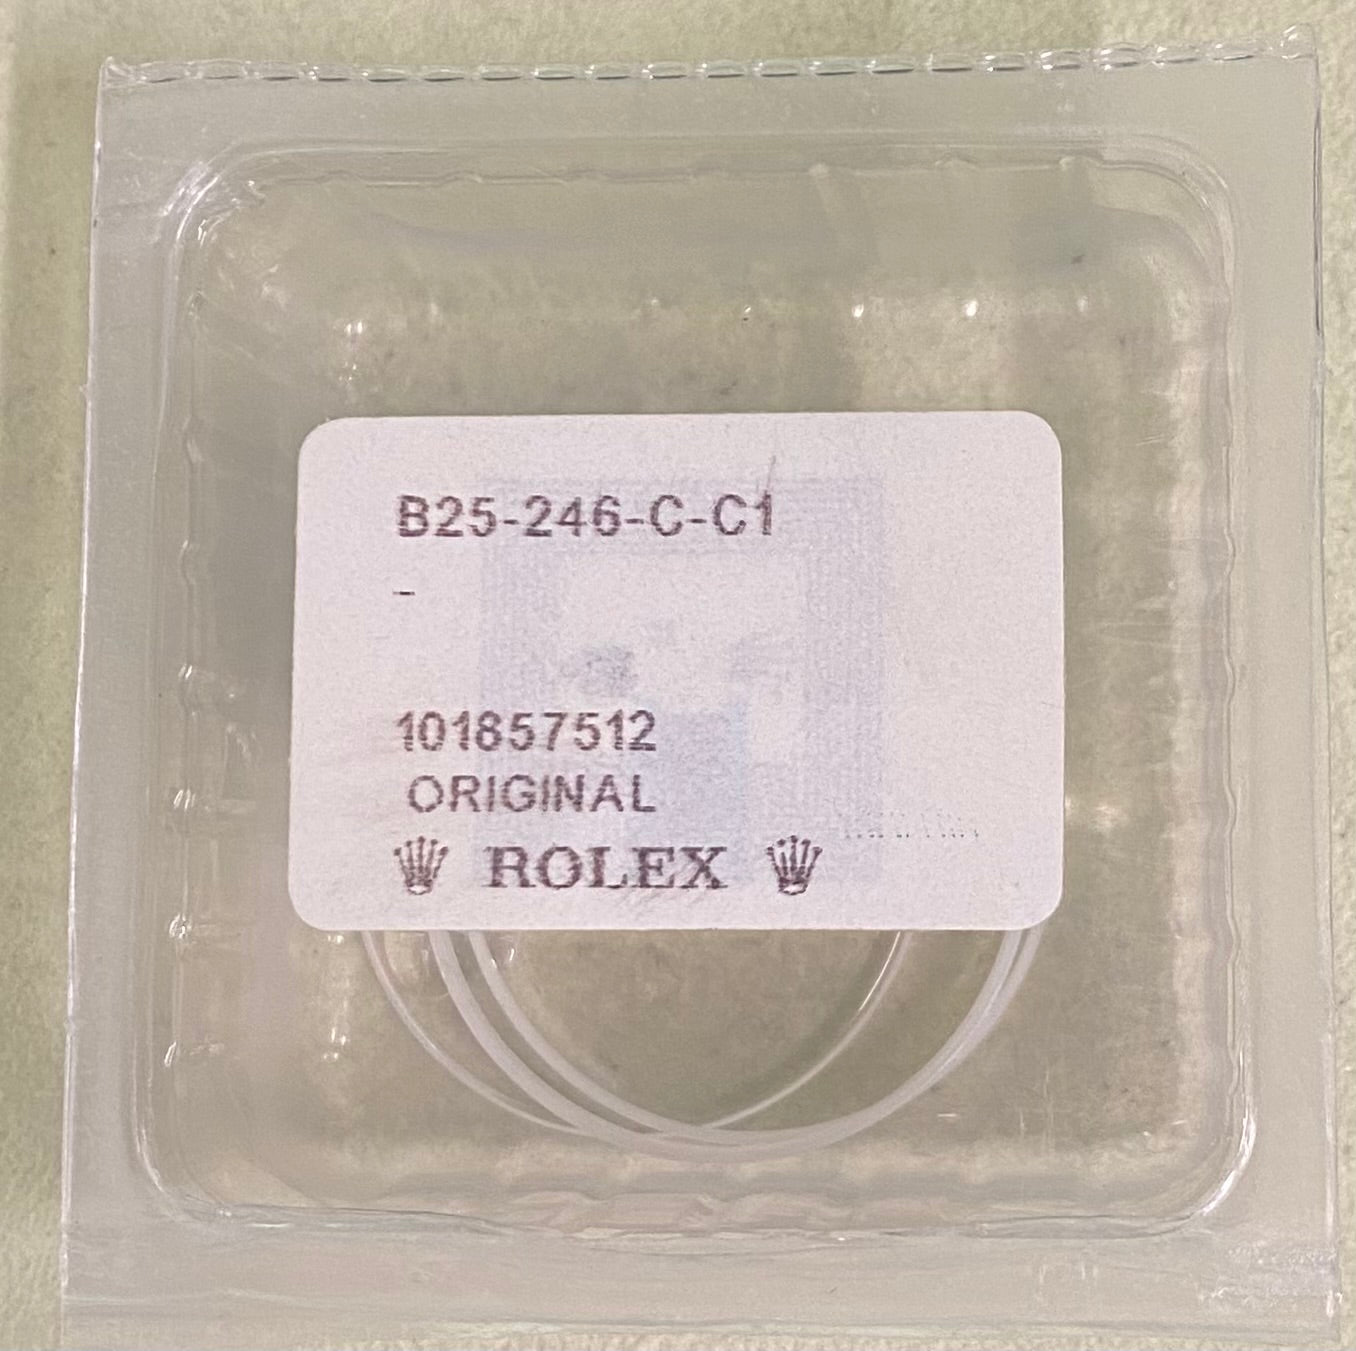 B25-246-C-C1
-
101857512
ORIGINAL
ROLEX